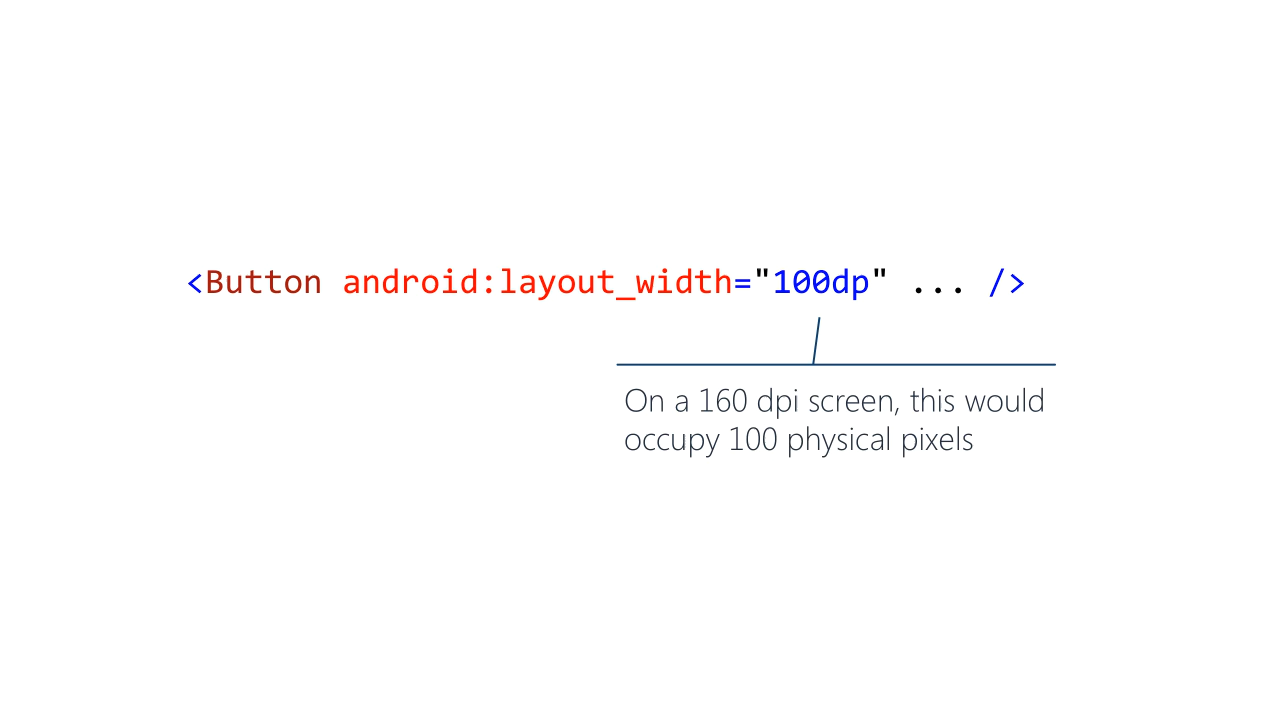 <Button android:layout_width="100dp" ... />
On a 160 dpi screen, this would
occupy 100 physical pixels